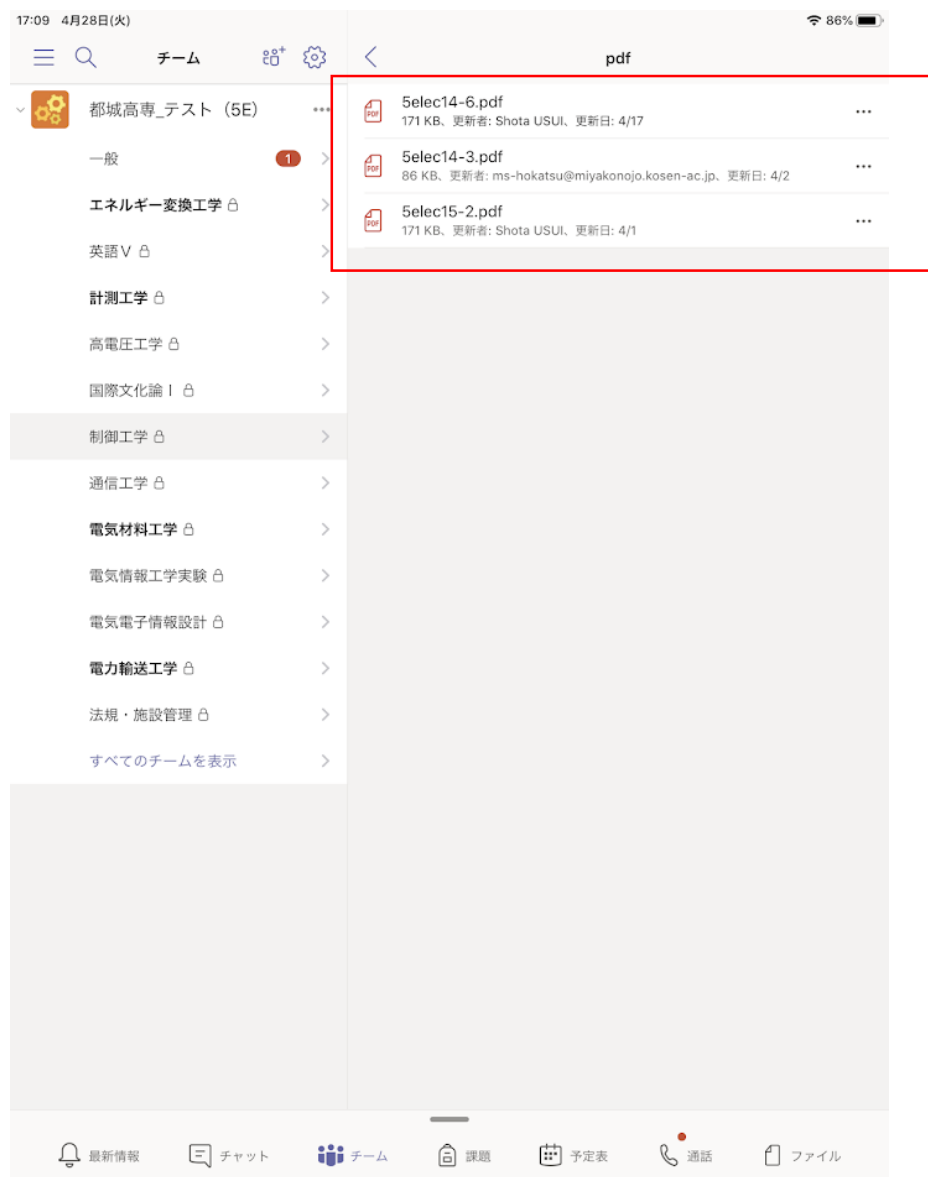 17:09 4月28日(火)
86%
チーム
pdf
都城高専_テスト（5E）
一般
1
エネルギー変換工学
英語Ⅴ
計測工学
高電圧工学
国際文化論Ⅰ
制御工学
通信工学
電気材料工学
電気情報工学実験
電気電子情報設計
電力輸送工学
法規・施設管理
すべてのチームを表示
PDF
5elec14-6.pdf
171 KB、更新者: Shota USUI、更新日: 4/17
PDF
5elec14-3.pdf
86 KB、更新者: ms-hokatsu@miyakonojo.kosen-ac.jp、更新日: 4/2
PDF
5elec15-2.pdf
171 KB、更新者: Shota USUI、更新日: 4/1
最新情報
チャット
チーム
課題
予定表
通話
ファイル